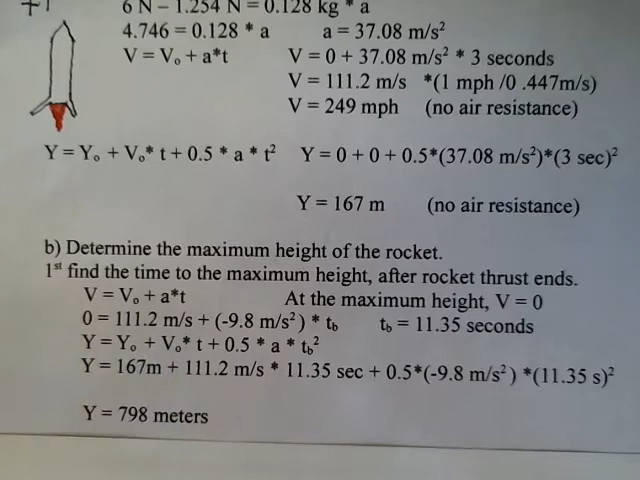 +1 6 N – 1.254 N = 0.128 kg * a
4.746 = 0.128 * a a = 37.08 m/s²
V = V₀ + a*t V = 0 + 37.08 m/s² * 3 seconds
V = 111.2 m/s *(1 mph /0 .447m/s)
V = 249 mph (no air resistance)
Y = Y₀ + V₀* t + 0.5 * a * t² Y = 0 + 0 + 0.5*(37.08 m/s²)*(3 sec)²
Y = 167 m (no air resistance)
b) Determine the maximum height of the rocket.
1ˢᵗ find the time to the maximum height, after rocket thrust ends.
V = V₀ + a*t At the maximum height, V = 0
0 = 111.2 m/s + (-9.8 m/s² ) * t_b t_b = 11.35 seconds
Y = Y₀ + V₀* t + 0.5 * a * t_b²
Y = 167m + 111.2 m/s * 11.35 sec + 0.5*(-9.8 m/s² ) *(11.35 s)²
Y = 798 meters